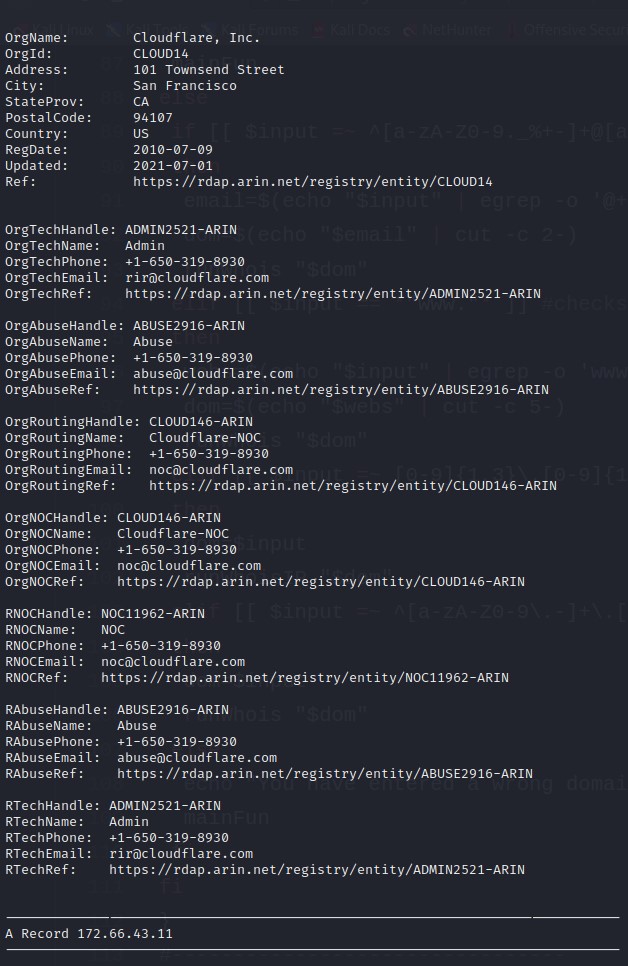 OrgName:        Cloudflare, Inc.
OrgId:          CLOUD14
Address:        101 Townsend Street
City:           San Francisco
StateProv:      CA
PostalCode:     94107
Country:        US
RegDate:        2010-07-09
Updated:        2021-07-01
Ref:            https://rdap.arin.net/registry/entity/CLOUD14
OrgTechHandle: ADMIN2521-ARIN
OrgTechName:   Admin
OrgTechPhone:  +1-650-319-8930
OrgTechEmail:  rir@cloudflare.com
OrgTechRef:    https://rdap.arin.net/registry/entity/ADMIN2521-ARIN
OrgAbuseHandle: ABUSE2916-ARIN
OrgAbuseName:   Abuse
OrgAbusePhone:  +1-650-319-8930
OrgAbuseEmail:  abuse@cloudflare.com
OrgAbuseRef:    https://rdap.arin.net/registry/entity/ABUSE2916-ARIN
OrgRoutingHandle: CLOUD146-ARIN
OrgRoutingName:   Cloudflare-NOC
OrgRoutingPhone:  +1-650-319-8930
OrgRoutingEmail:  noc@cloudflare.com
OrgRoutingRef:    https://rdap.arin.net/registry/entity/CLOUD146-ARIN
OrgNOCHandle: CLOUD146-ARIN
OrgNOCName:   Cloudflare-NOC
OrgNOCPhone:  +1-650-319-8930
OrgNOCEmail:  noc@cloudflare.com
OrgNOCRef:    https://rdap.arin.net/registry/entity/CLOUD146-ARIN
RNOCHandle: NOC11962-ARIN
RNOCName:   NOC
RNOCPhone:  +1-650-319-8930
RNOCEmail:  noc@cloudflare.com
RNOCRef:    https://rdap.arin.net/registry/entity/NOC11962-ARIN
RAbuseHandle: ABUSE2916-ARIN
RAbuseName:   Abuse
RAbusePhone:  +1-650-319-8930
RAbuseEmail:  abuse@cloudflare.com
RAbuseRef:    https://rdap.arin.net/registry/entity/ABUSE2916-ARIN
RTechHandle: ADMIN2521-ARIN
RTechName:   Admin
RTechPhone:  +1-650-319-8930
RTechEmail:  rir@cloudflare.com
RTechRef:    https://rdap.arin.net/registry/entity/ADMIN2521-ARIN
A Record 172.66.43.11